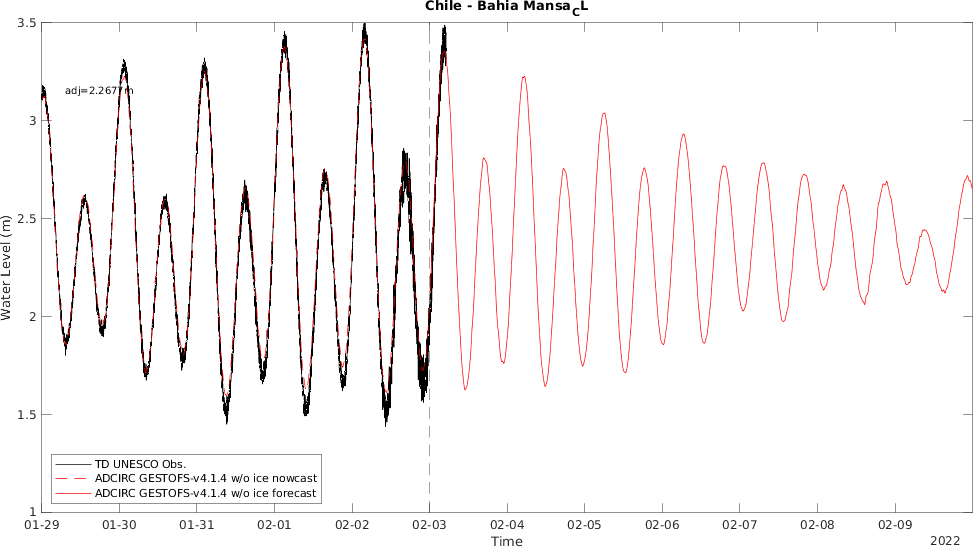 Chile - Bahia MansaCL
3.5
3
2.5
2
1.5
1
Water Level (m)
adj=2.2677m
TD UNESCO Obs.
ADCIRC GESTOFS-v4.1.4 w/o ice nowcast
ADCIRC GESTOFS-v4.1.4 w/o ice forecast
01-29 01-30 01-31 02-01 02-02 02-03 02-04 02-05 02-06 02-07 02-08 02-09
Time
2022